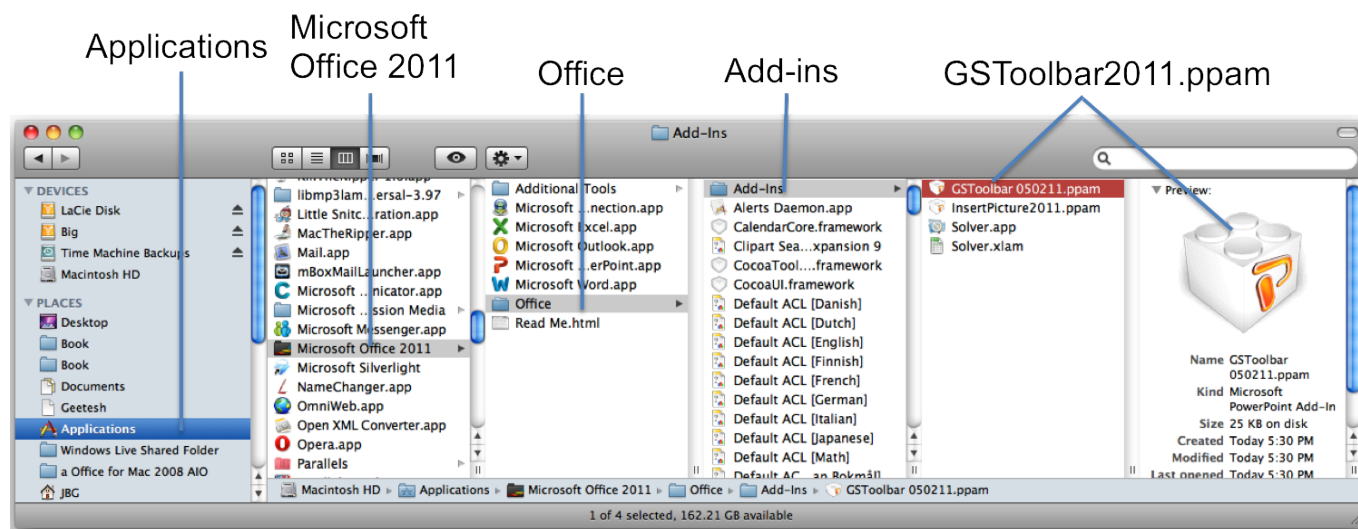 Applications
Microsoft
Office 2011
Office
Add-ins
GSToolbar2011.ppam
Add-Ins
DEVICES
LaCie Disk
Big
Time Machine Backups
Macintosh HD
PLACES
Desktop
Book
Book
Documents
Geetesh
Applications
Windows Live Shared Folder
a Office for Mac 2008 AIO
JBG
libmp3lam...ersal-3.97
Little Snitc...ration.app
MacTheRipper.app
Mail.app
mBoxMailLauncher.app
Microsoft ...nicator.app
Microsoft ...ssion Media
Microsoft Messenger.app
Microsoft Office 2011
Microsoft Silverlight
NameChanger.app
OmniWeb.app
Open XML Converter.app
Opera.app
Parallels
Additional Tools
Microsoft ...nection.app
Microsoft Excel.app
Microsoft Outlook.app
Microsoft ...erPoint.app
Microsoft Word.app
Office
Read Me.html
Add-Ins
Alerts Daemon.app
CalendarCore.framework
Clipart Sea...xpansion 9
CocoaTool....framework
CocoaUI.framework
Default ACL [Danish]
Default ACL [Dutch]
Default ACL [English]
Default ACL [Finnish]
Default ACL [French]
Default ACL [German]
Default ACL [Italian]
Default ACL [Japanese]
Default ACL [Math]
Default AC...an Bokmål]
GSToolbar 050211.ppam
InsertPicture2011.ppam
Solver.app
Solver.xlam
Preview:
Name GSToolbar
050211.ppam
Kind Microsoft
PowerPoint Add-In
Size 25 KB on disk
Created Today 5:30 PM
Modified Today 5:30 PM
Last opened Today 5:30 PM
Macintosh HD ▸ Applications ▸ Microsoft Office 2011 ▸ Office ▸ Add-Ins ▸ GSToolbar 050211.ppam
1 of 4 selected, 162.21 GB available